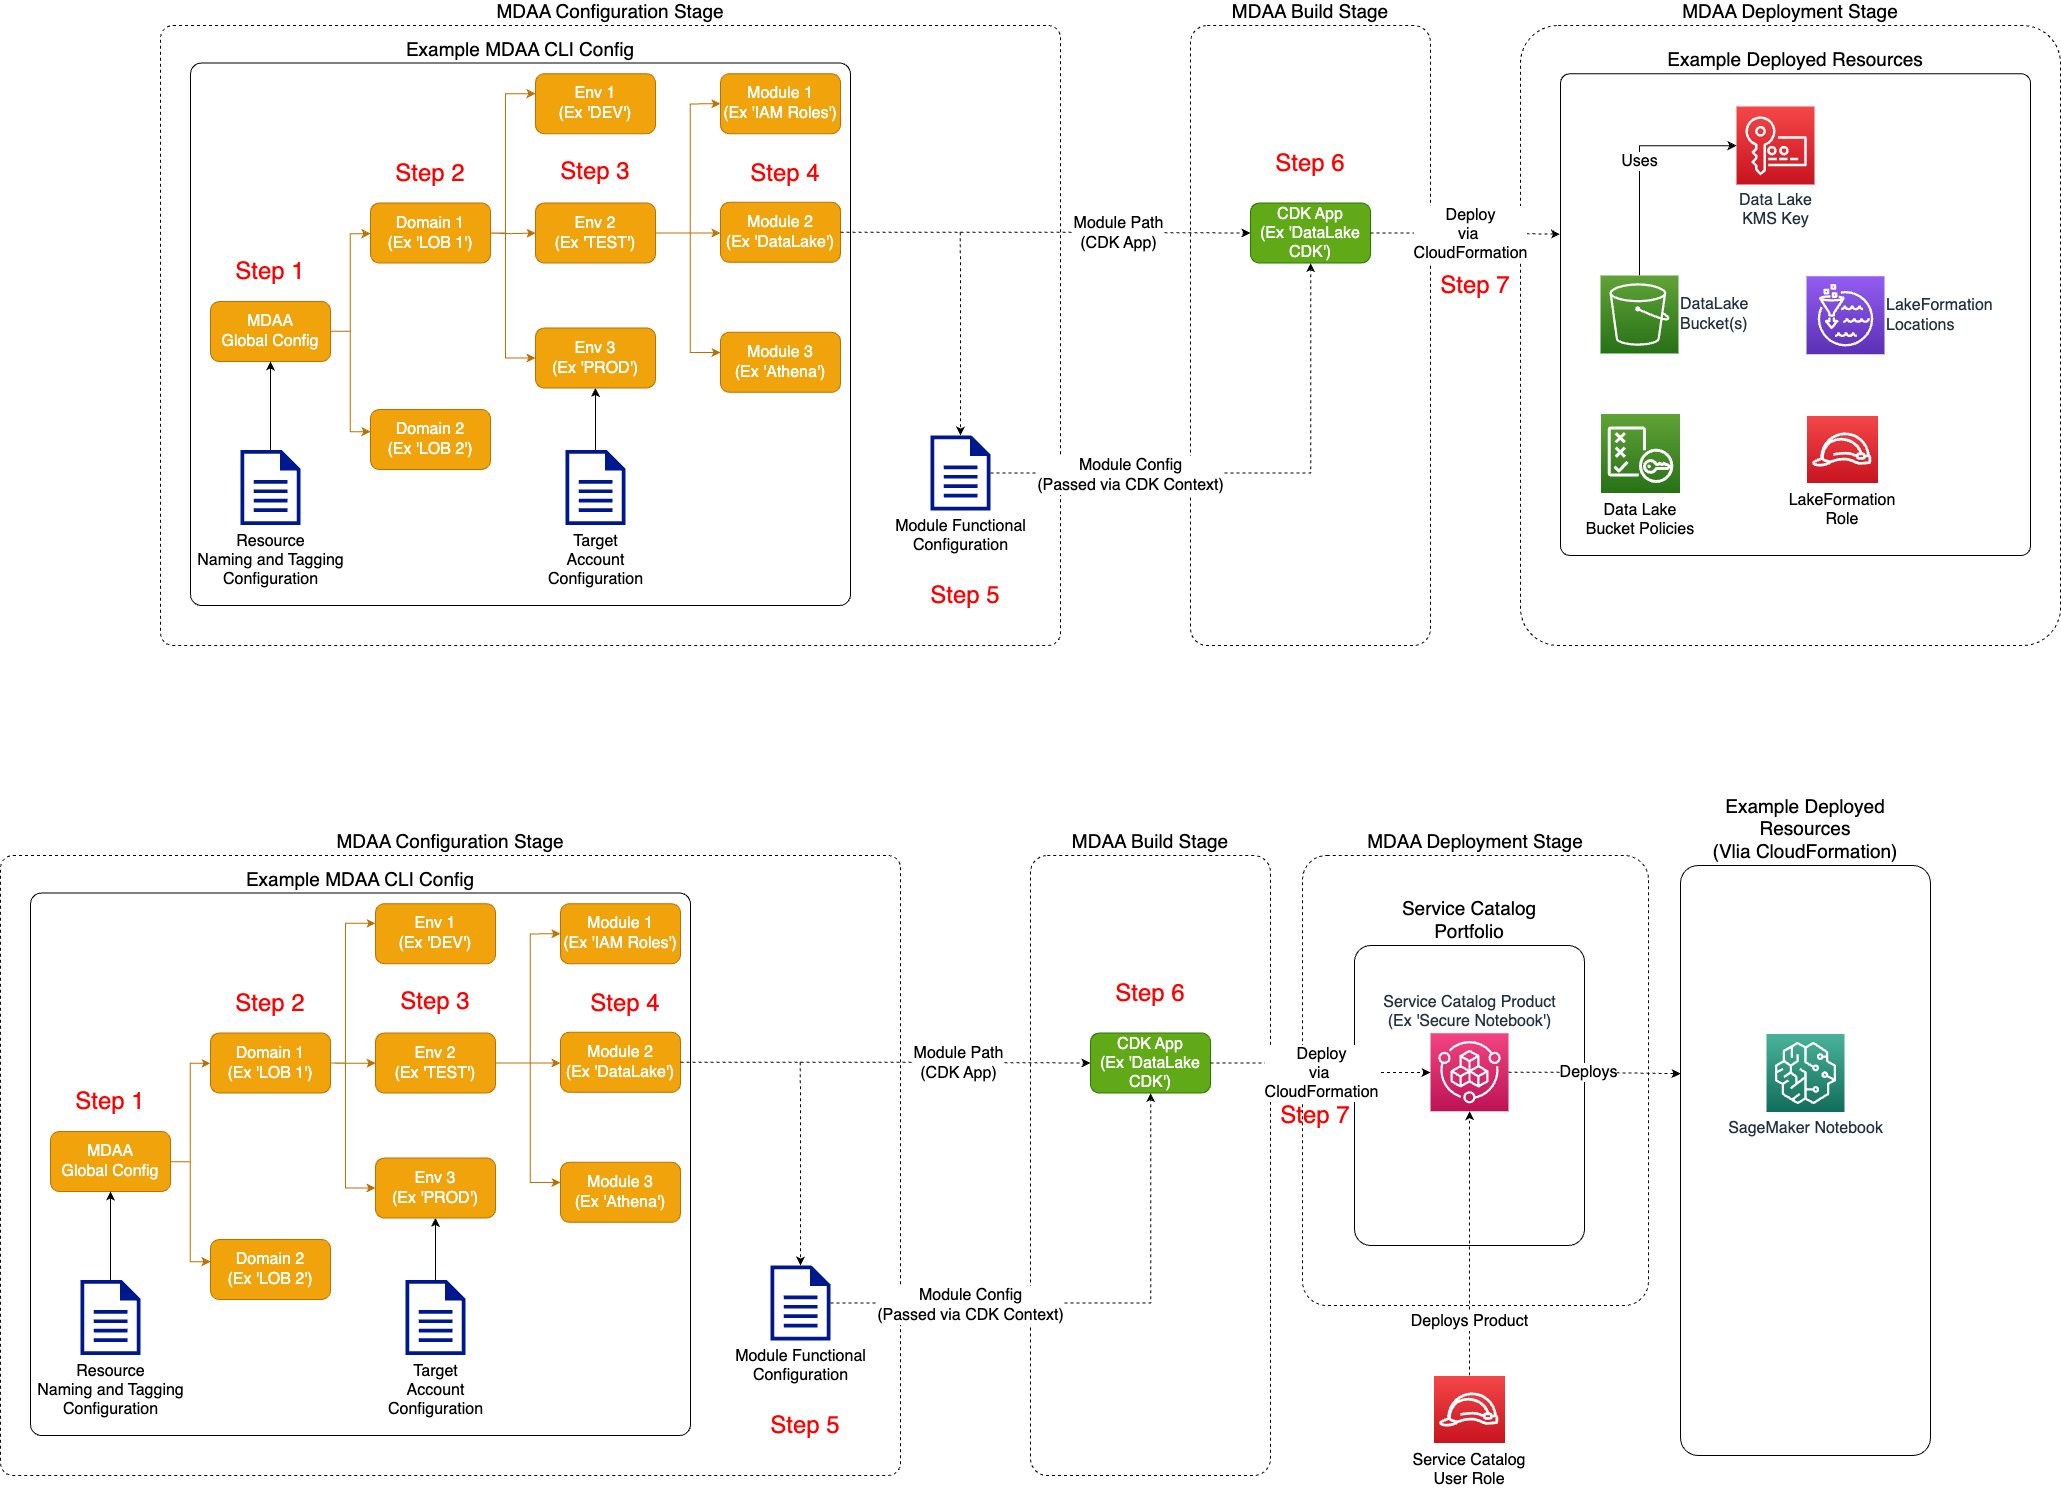 MDAA Configuration Stage
MDAA Build Stage
MDAA Deployment Stage
Example MDAA CLI Config
Example Deployed Resources
Env 1
(Ex 'DEV')
Module 1
(Ex 'IAM Roles')
Step 2
Step 3
Step 4
Step 6
Uses
Data Lake
KMS Key
Domain 1
(Ex 'LOB 1')
Env 2
(Ex 'TEST')
Module 2
(Ex 'DataLake')
Module Path
(CDK App)
CDK App
(Ex 'DataLake
CDK')
Deploy
via
CloudFormation
Step 7
Step 1
MDAA
Global Config
Env 3
(Ex 'PROD')
Module 3
(Ex 'Athena')
DataLake
Bucket(s)
LakeFormation
Locations
Domain 2
(Ex 'LOB 2')
Module Config
(Passed via CDK Context)
Data Lake
Bucket Policies
LakeFormation
Role
Resource
Naming and Tagging
Configuration
Target
Account
Configuration
Module Functional
Configuration
Step 5
MDAA Configuration Stage
MDAA Build Stage
MDAA Deployment Stage
Example Deployed
Resources
(Vlia CloudFormation)
Example MDAA CLI Config
Service Catalog
Portfolio
Env 1
(Ex 'DEV')
Module 1
(Ex 'IAM Roles')
Step 2
Step 3
Step 4
Step 6
Service Catalog Product
(Ex 'Secure Notebook')
Domain 1
(Ex 'LOB 1')
Env 2
(Ex 'TEST')
Module 2
(Ex 'DataLake')
Module Path
(CDK App)
CDK App
(Ex 'DataLake
CDK')
Deploy
via
CloudFormation
Step 7
Deploys
SageMaker Notebook
Step 1
MDAA
Global Config
Env 3
(Ex 'PROD')
Module 3
(Ex 'Athena')
Domain 2
(Ex 'LOB 2')
Module Config
(Passed via CDK Context)
Deploys Product
Resource
Naming and Tagging
Configuration
Target
Account
Configuration
Module Functional
Configuration
Step 5
Service Catalog
User Role